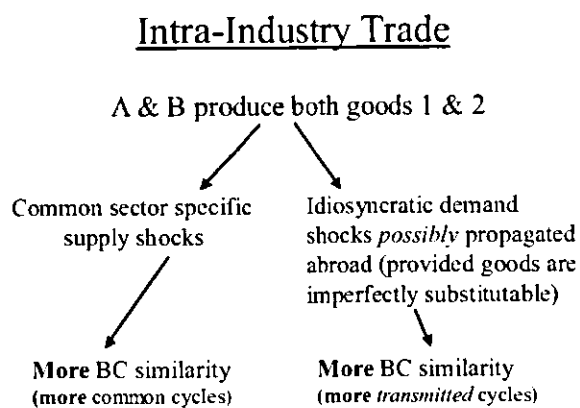 Intra-Industry Trade
A & B produce both goods 1 & 2
Common sector specific
supply shocks
Idiosyncratic demand
shocks possibly propagated
abroad (provided goods are
imperfectly substitutable)
More BC similarity
(more common cycles)
More BC similarity
(more transmitted cycles)